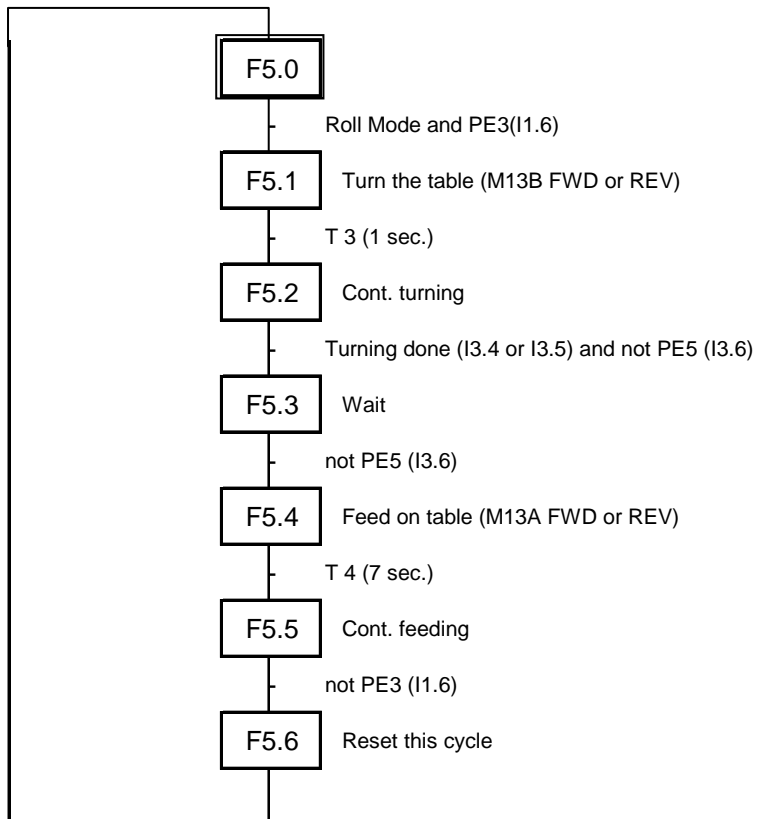 F5.0
Roll Mode and PE3(I1.6)
F5.1 Turn the table (M13B FWD or REV)
T 3 (1 sec.)
F5.2 Cont. turning
Turning done (I3.4 or I3.5) and not PE5 (I3.6)
F5.3 Wait
not PE5 (I3.6)
F5.4 Feed on table (M13A FWD or REV)
T 4 (7 sec.)
F5.5 Cont. feeding
not PE3 (I1.6)
F5.6 Reset this cycle